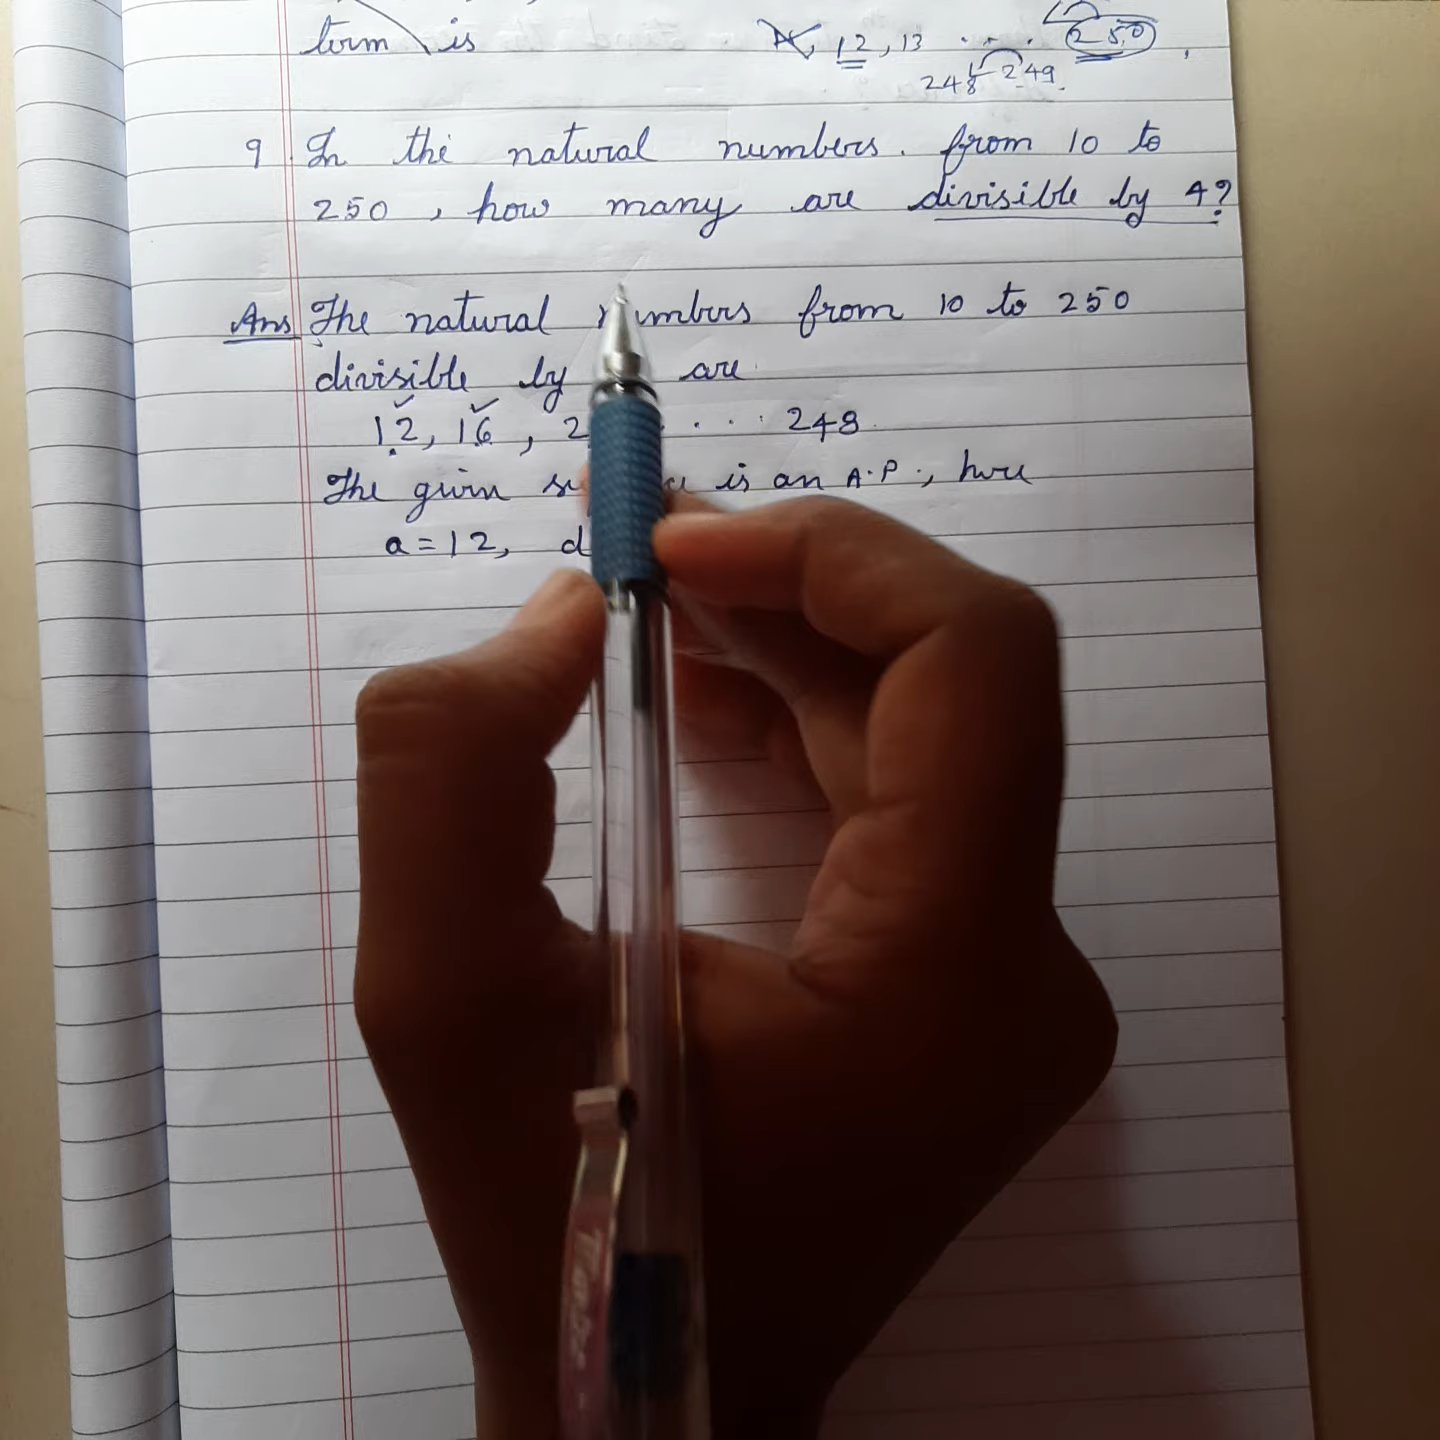 term is 12, 13 . . . 250,
248 249.
9 In the natural numbers. from 10 to
250, how many are divisible by 4?
Ans The natural numbers from 10 to 250
divisible by are
12, 16, 2 . . . 248
The given is an A.P., here
a=12, d